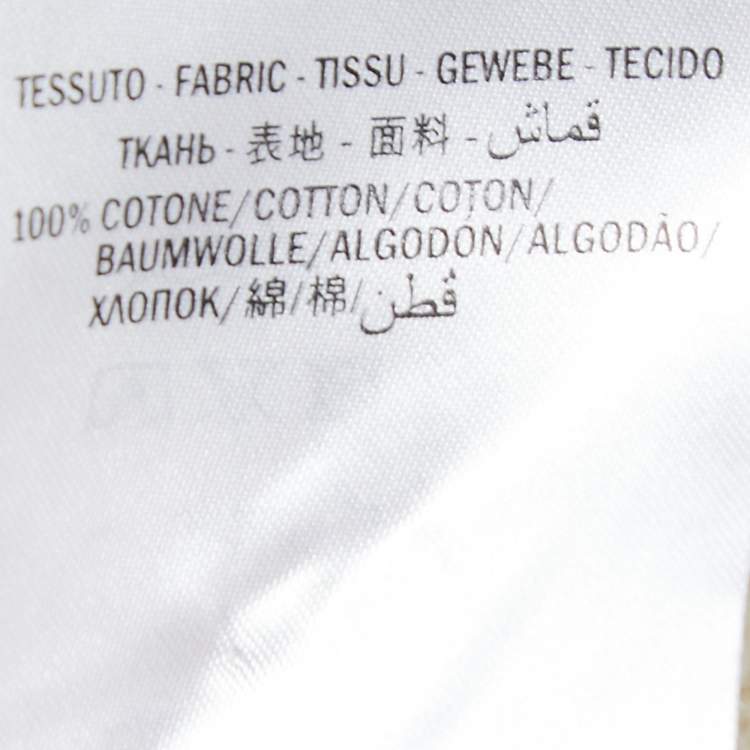 TESSUTO - FABRIC - TISSU - GEWEBE - TECIDO
ТКАНЬ - 表地 - 面料 - قماش
100% COTONE/COTTON/COTON/
BAUMWOLLE/ALGODÓN/ALGODÃO/
ХЛОПОК/綿/棉/قطن